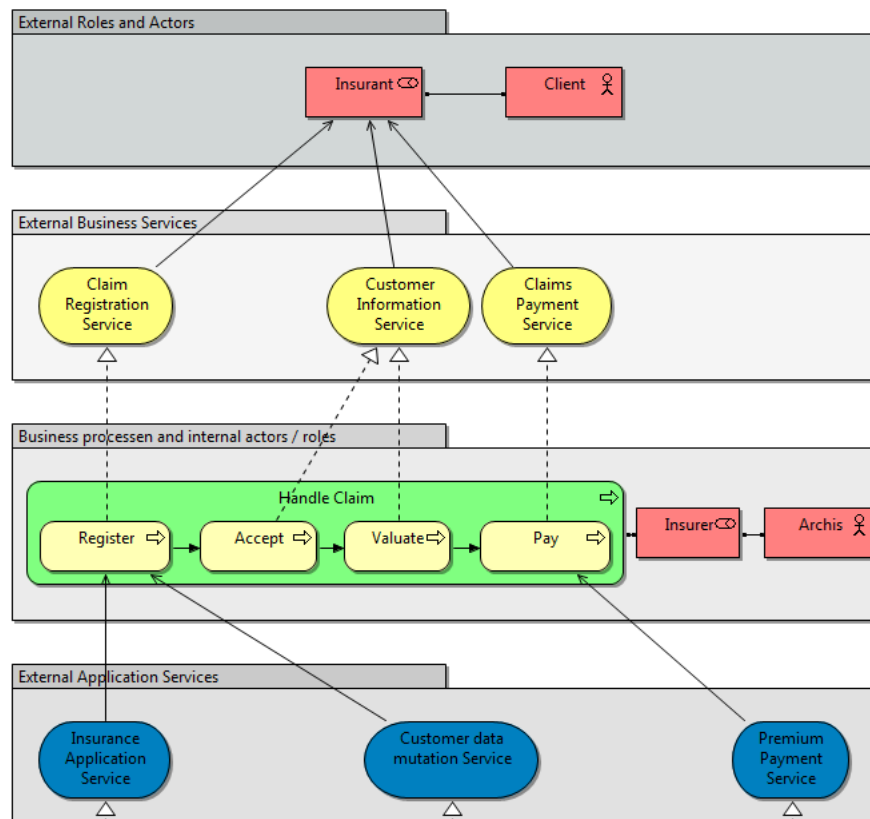 External Roles and Actors
Insurant
Client
External Business Services
Claim
Registration
Service
Customer
Information
Service
Claims
Payment
Service
Business processen and internal actors / roles
Handle Claim
Register
Accept
Valuate
Pay
Insurer
Archis
External Application Services
Insurance
Application
Service
Customer data
mutation Service
Premium
Payment
Service